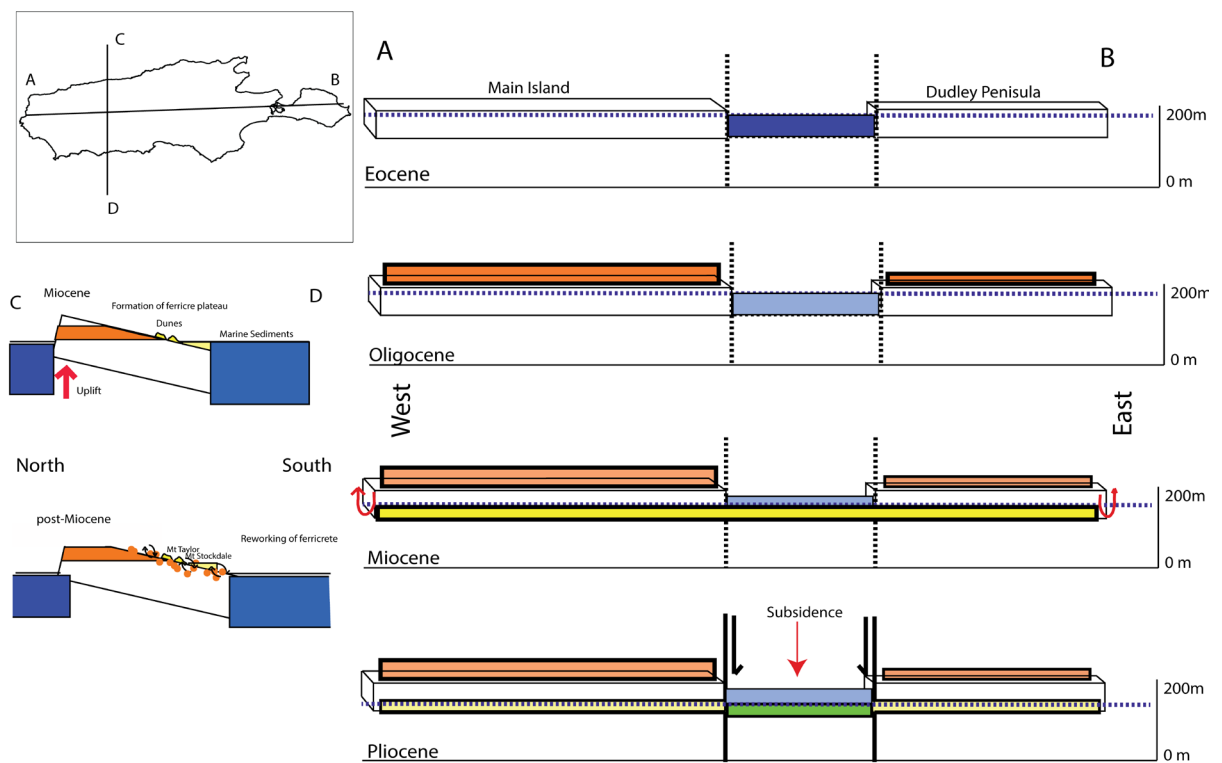 C
A
B
D
A
B
Main Island
Dudley Penisula
200m
0 m
Eocene
200m
0 m
Oligocene
West
East
200m
0 m
Miocene
Subsidence
200m
0 m
Pliocene
C
Miocene
D
Formation of ferricre plateau
Dunes
Marine Sediments
Uplift
North
South
post-Miocene
Reworking of ferricrete
Mt Taylor
Mt Stockdale